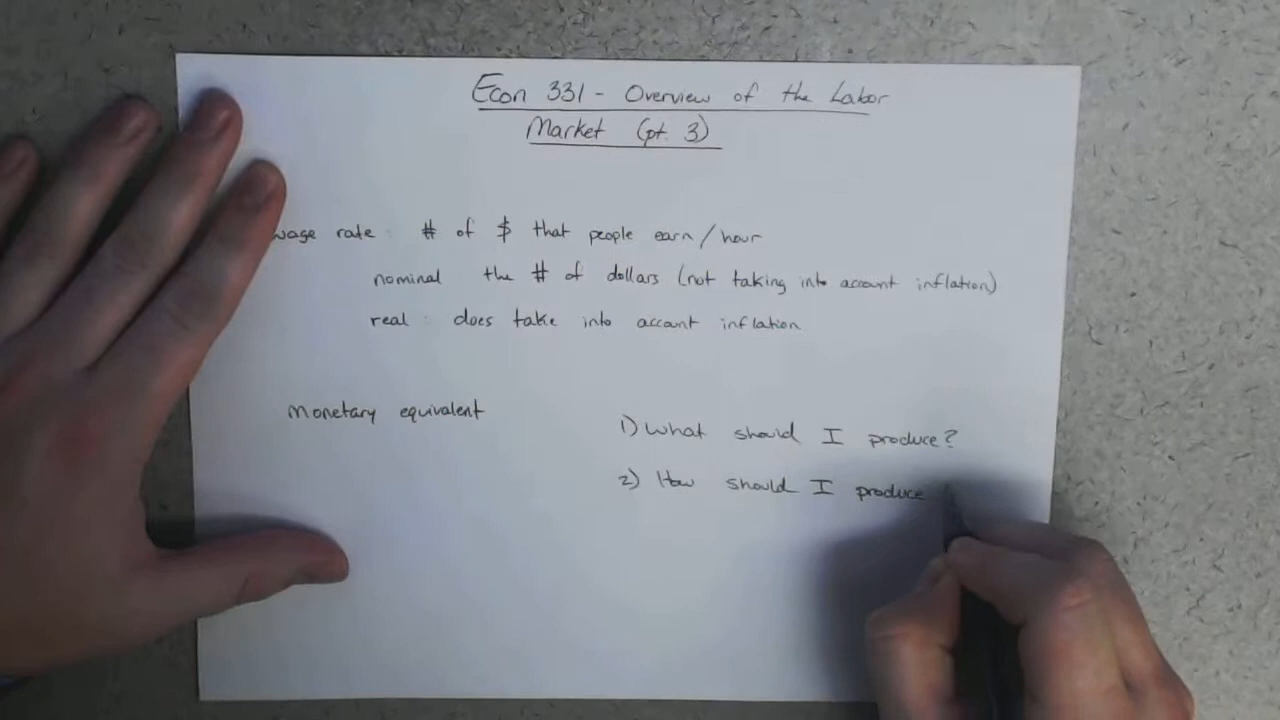 Econ 331 - Overview of the Labor
Market (pt. 3)
wage rate : # of $ that people earn / hour
nominal the # of dollars (not taking into account inflation)
real : does take into account inflation
Monetary equivalent
1) What should I produce?
2) How should I produce